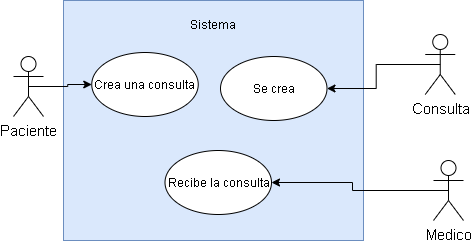 Sistema
Crea una consulta
Se crea
Paciente
Consulta
Recibe la consulta
Medico